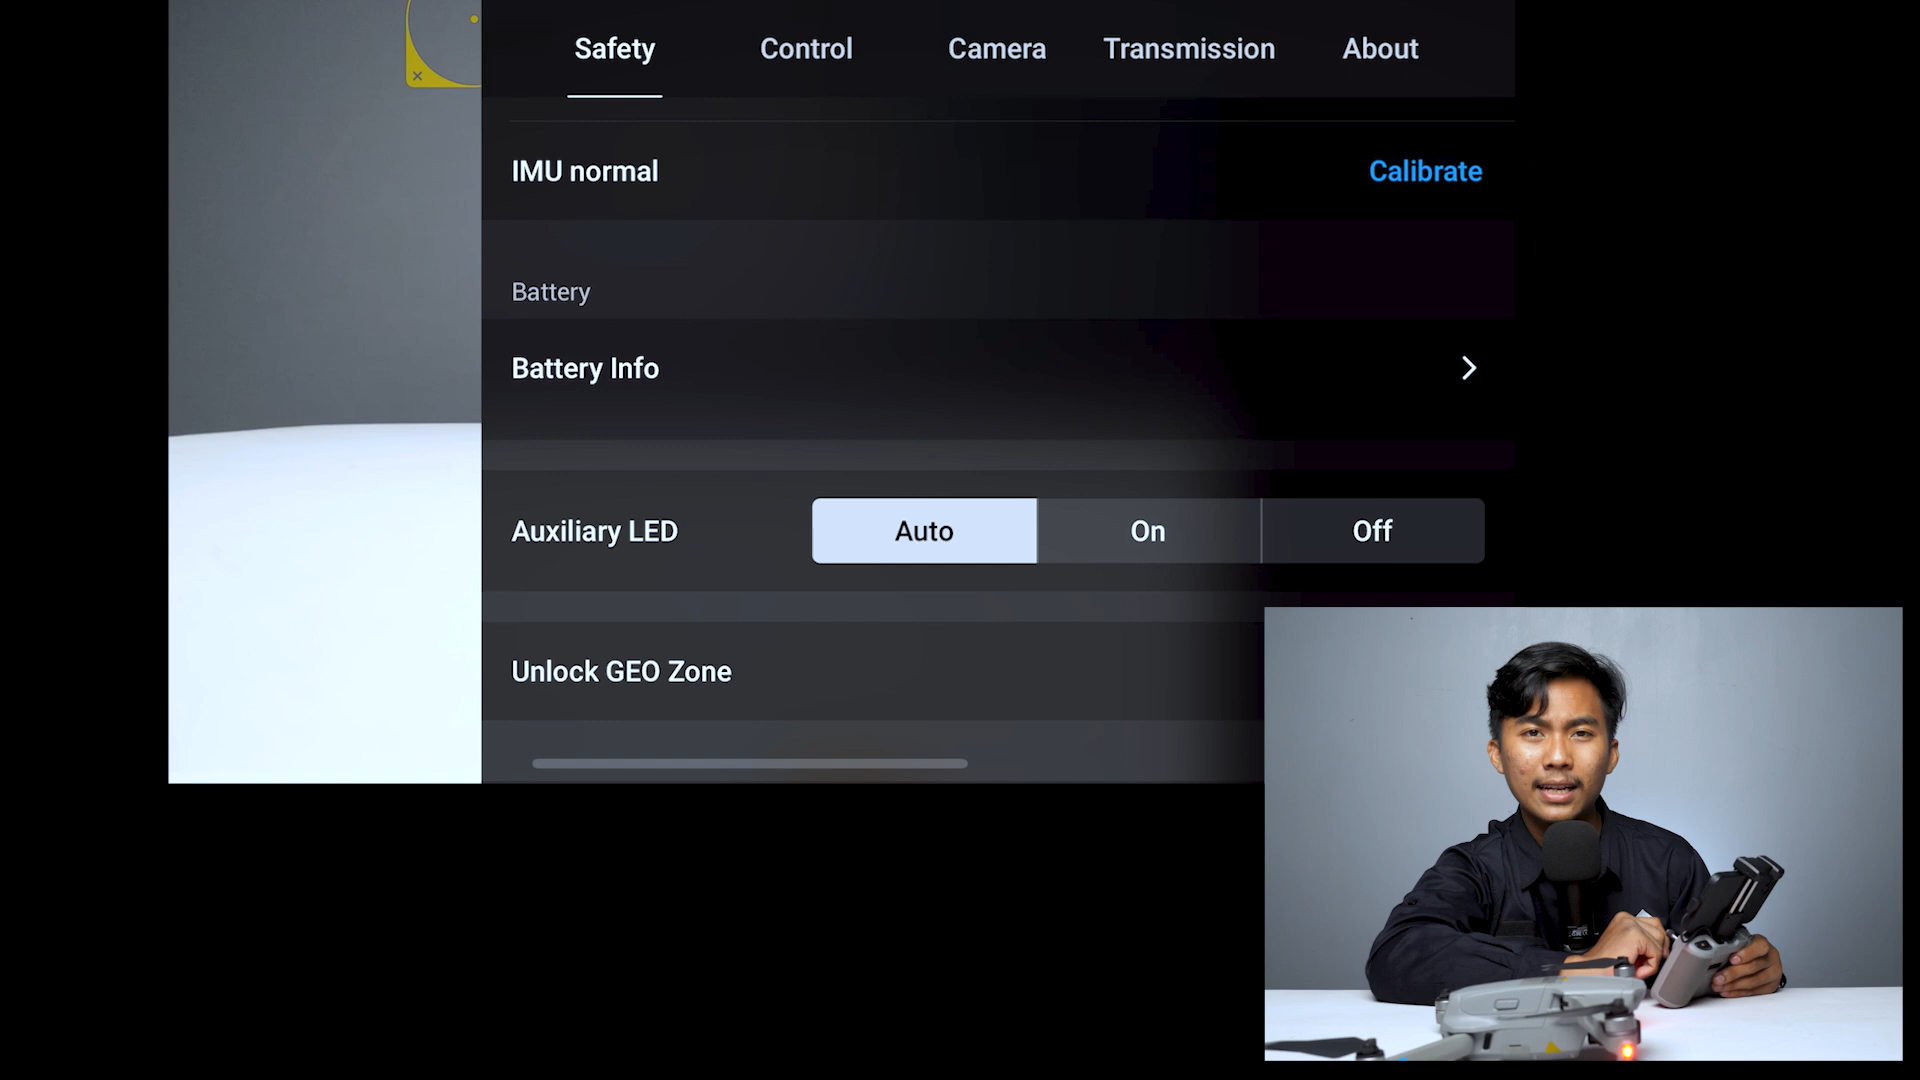 Safety Control Camera Transmission About
IMU normal Calibrate
Battery
Battery Info
Auxiliary LED Auto On Off
Unlock GEO Zone